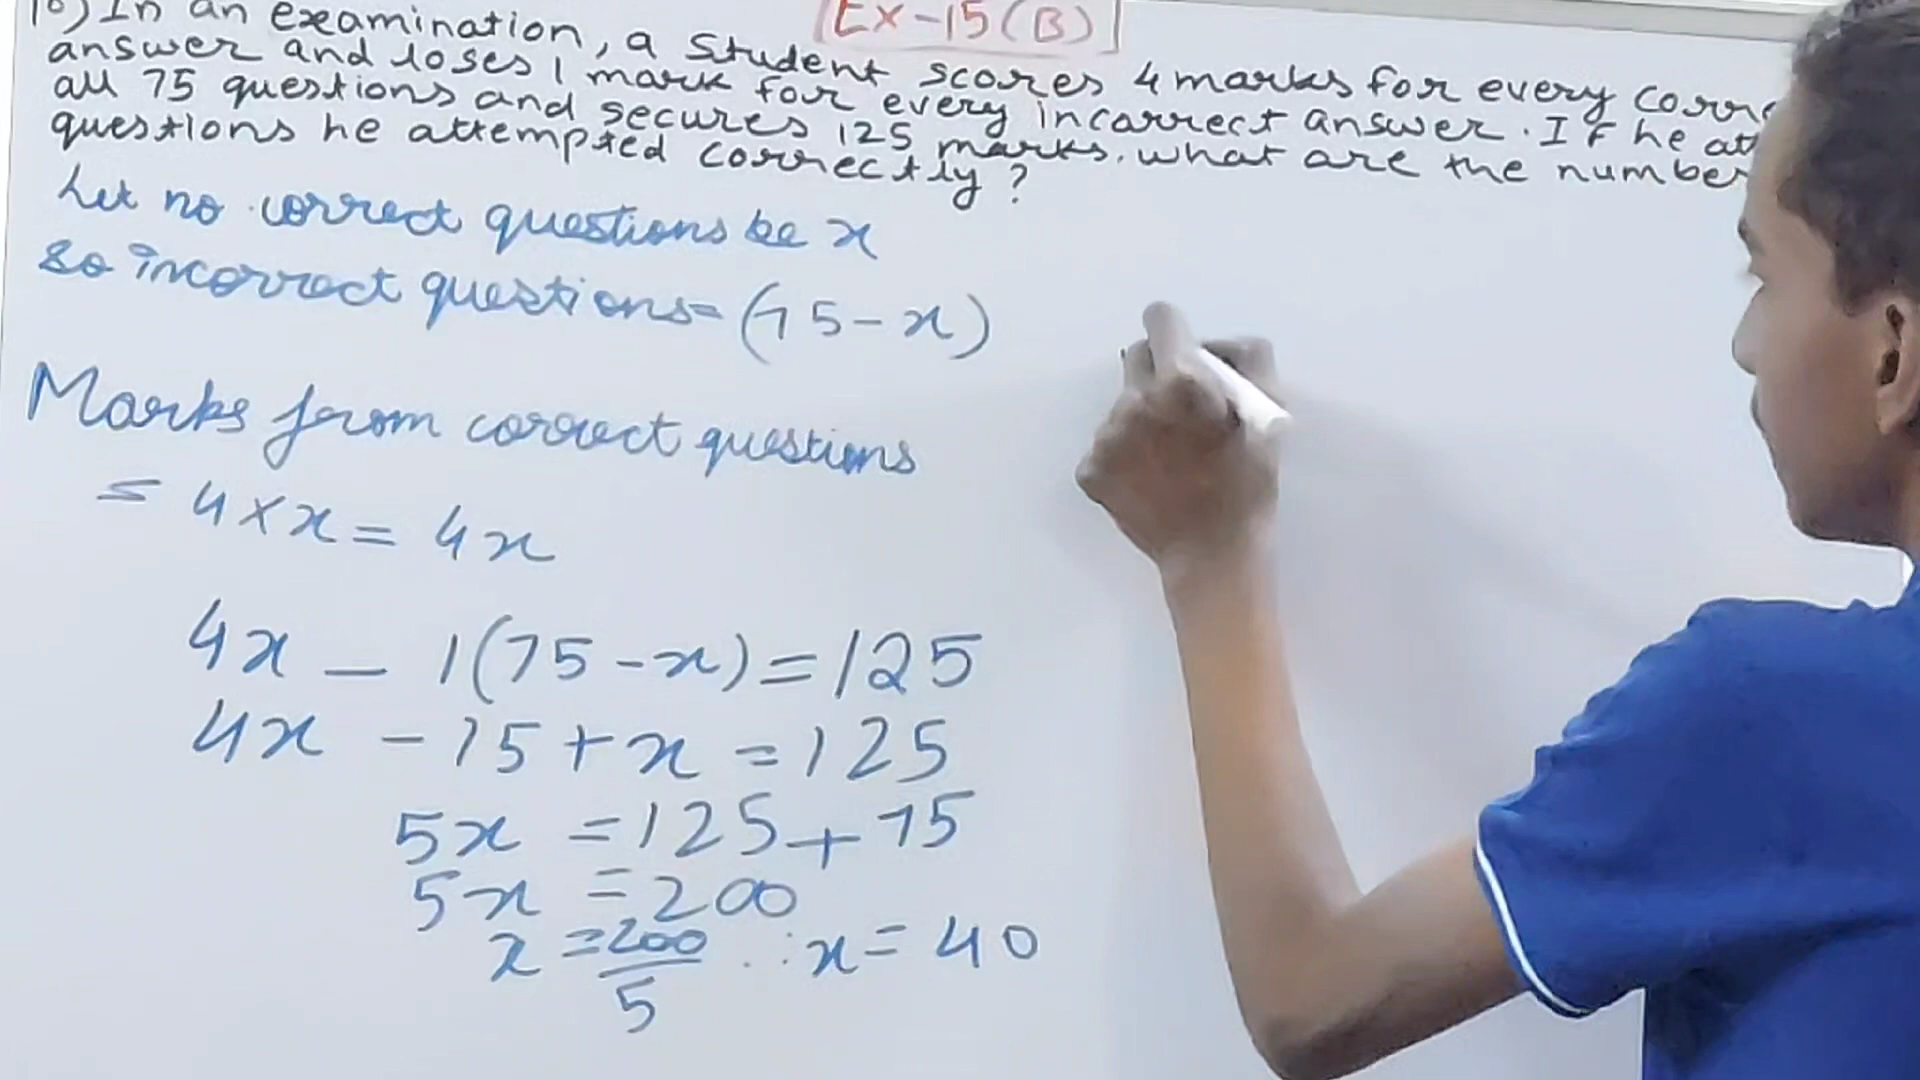 Ex-15(B)
In an examination, a student scores 4 marks for every
answer and loses 1 mark for every incorrect answer. If he
all 75 questions and secures 125 marks, what are the number
questions he attempted correctly?
Let no. correct questions be x
So incorrect questions = (75-x)
Marks from correct questions
= 4 × x = 4x
4x - 1(75-x) = 125
4x - 75 + x = 125
5x = 125 + 75
5x = 200
x = 200/5 ∴ x = 40